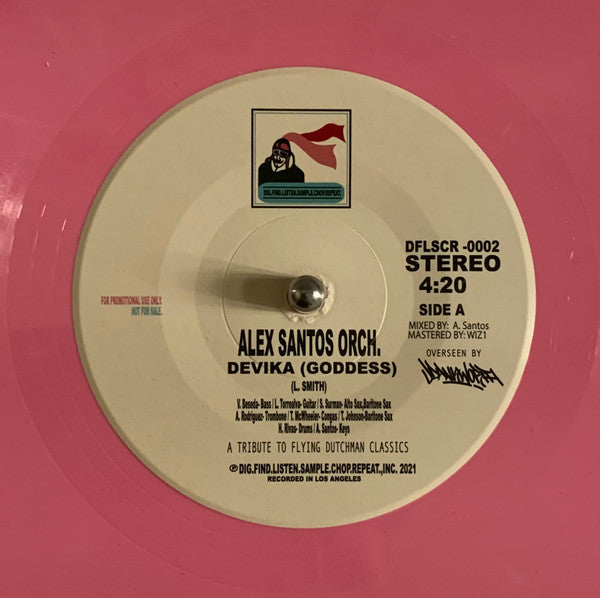 DIG.FIND.LISTEN.SAMPLE.CHOP.REPEAT.
DFLSCR -0002
STEREO
4:20
SIDE A
MIXED BY: A. Santos
MASTERED BY: WIZ1
OVERSEEN BY
FOR PROMOTIONAL USE ONLY.
NOT FOR SALE.
ALEX SANTOS ORCH.
DEVIKA (GODDESS)
(L. SMITH)
V. Beseda- Bass / L. Torrealva- Guitar / S. Surman- Alto Sax,Baritone Sax
A. Rodriguez- Trombone / T. McWheeler- Congas / T. Johnson-Baritone Sax
H. Rivas- Drums / A. Santos- Keys
A TRIBUTE TO FLYING DUTCHMAN CLASSICS
℗ DIG.FIND.LISTEN.SAMPLE.CHOP.REPEAT.,INC. 2021
RECORDED IN LOS ANGELES